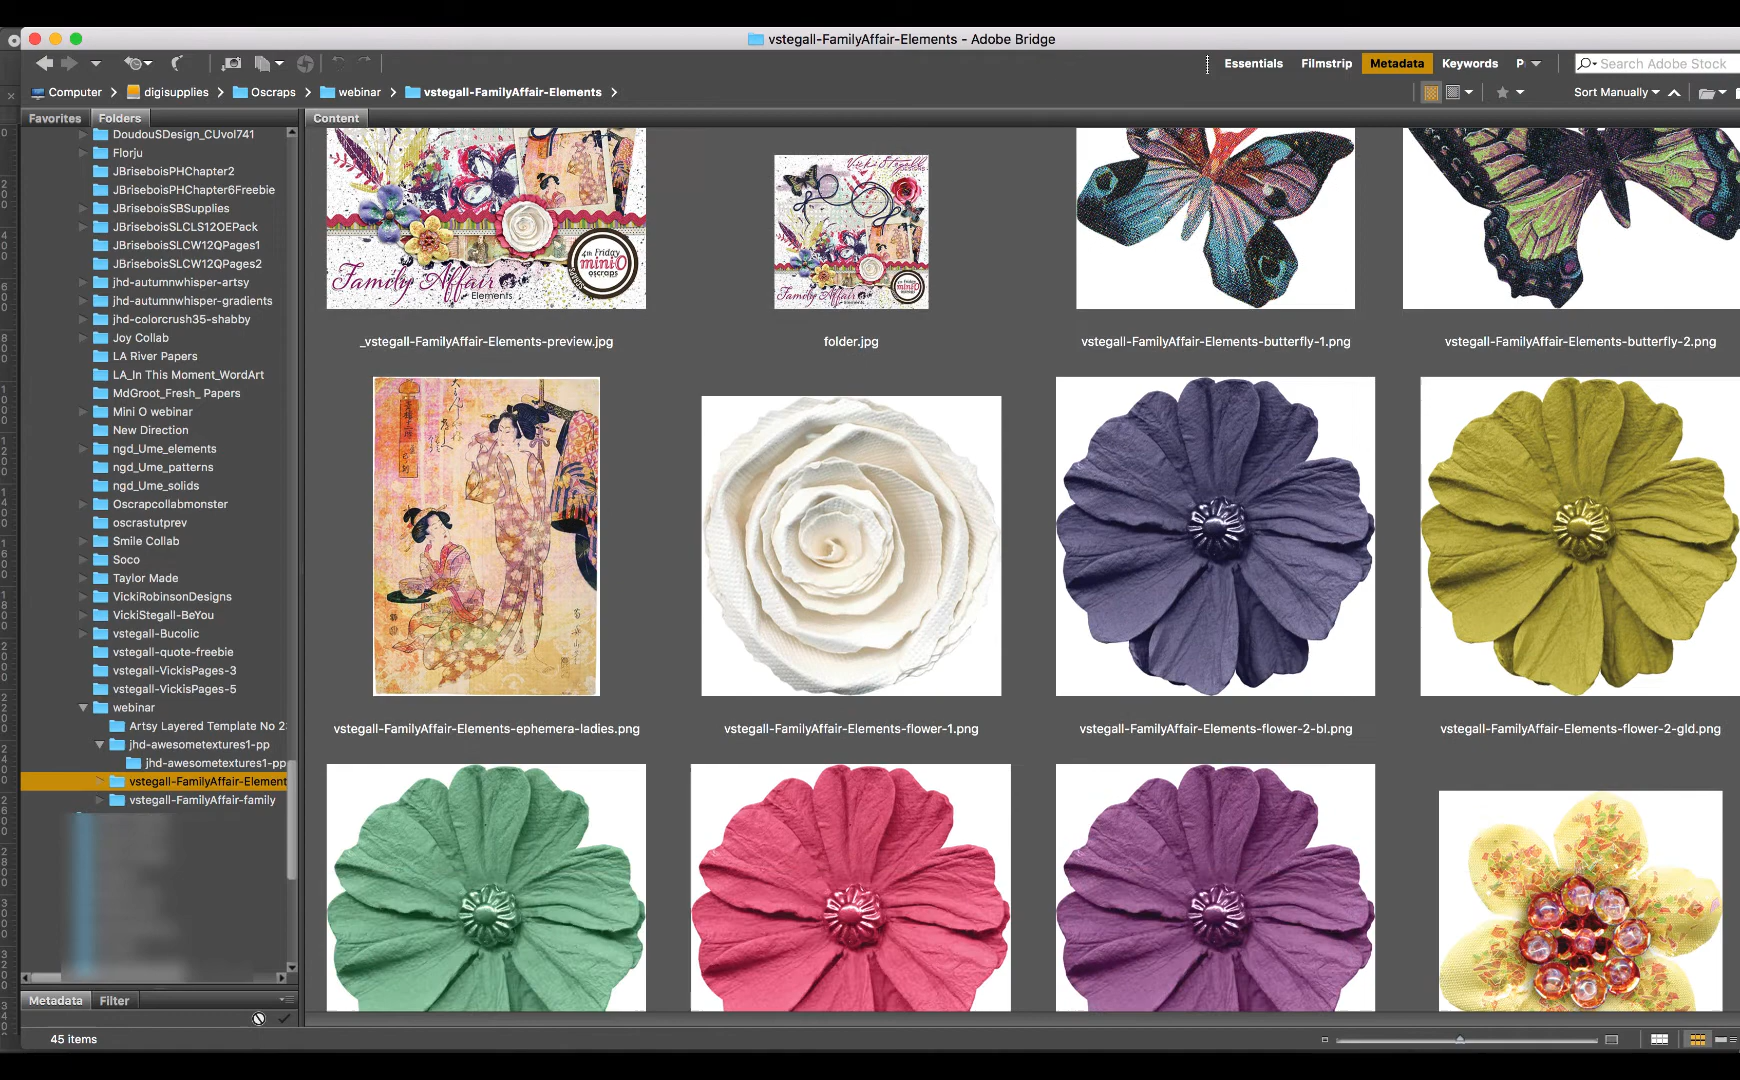 vstegall-FamilyAffair-Elements - Adobe Bridge
Essentials Filmstrip Metadata Keywords P Search Adobe Stock
Computer digisupplies Oscraps webinar vstegall-FamilyAffair-Elements Sort Manually
Favorites Folders Content
DoudouSDesign_CUvol741
Florju
JBriseboisPHChapter2
JBriseboisPHChapter6Freebie
JBriseboisSBSupplies
JBriseboisSLCLS12OEPack
JBriseboisSLCW12QPages1
JBriseboisSLCW12QPages2
jhd-autumnwhisper-artsy
jhd-autumnwhisper-gradients
jhd-colorcrush35-shabby
Joy Collab
LA River Papers
LA_In This Moment_WordArt
MdGroot_Fresh_ Papers
Mini O webinar
New Direction
ngd_Ume_elements
ngd_Ume_patterns
ngd_Ume_solids
Oscrapcollabmonster
oscrastutprev
Smile Collab
Soco
Taylor Made
VickiRobinsonDesigns
VickiStegall-BeYou
vstegall-Bucolic
vstegall-quote-freebie
vstegall-VickisPages-3
vstegall-VickisPages-5
webinar
Artsy Layered Template No 2
jhd-awesometextures1-pp
jhd-awesometextures1-pp
vstegall-FamilyAffair-Element
vstegall-FamilyAffair-family
Metadata Filter
45 items
Family Affair
Elements
4th Friday
mini O
oscraps
Vicki Stegall
Family Affair
mini O
_vstegall-FamilyAffair-Elements-preview.jpg
folder.jpg
vstegall-FamilyAffair-Elements-butterfly-1.png
vstegall-FamilyAffair-Elements-butterfly-2.png
vstegall-FamilyAffair-Elements-ephemera-ladies.png
vstegall-FamilyAffair-Elements-flower-1.png
vstegall-FamilyAffair-Elements-flower-2-bl.png
vstegall-FamilyAffair-Elements-flower-2-gld.png